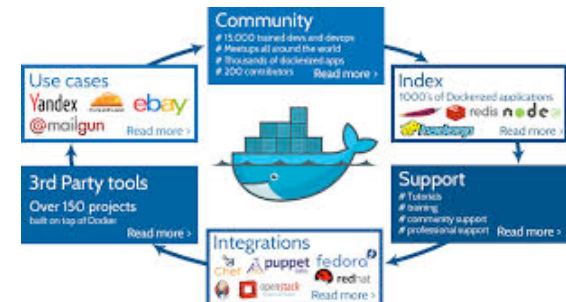 Community
# 15,000 trained devs and devops
# Meetups all around the world
# Thousands of dockerized apps
# 200 contributors
Read more ›
Index
1000's of Dockerized applications
redis node
Read more ›
Support
# Tutorials
# training
# community support
# professional support
Read more ›
Integrations
Chef puppet labs fedora
openstack redhat
Read more ›
3rd Party tools
Over 150 projects
built on top of Docker
Read more ›
Use cases
Yandex ebay
@mailgun
Read more ›